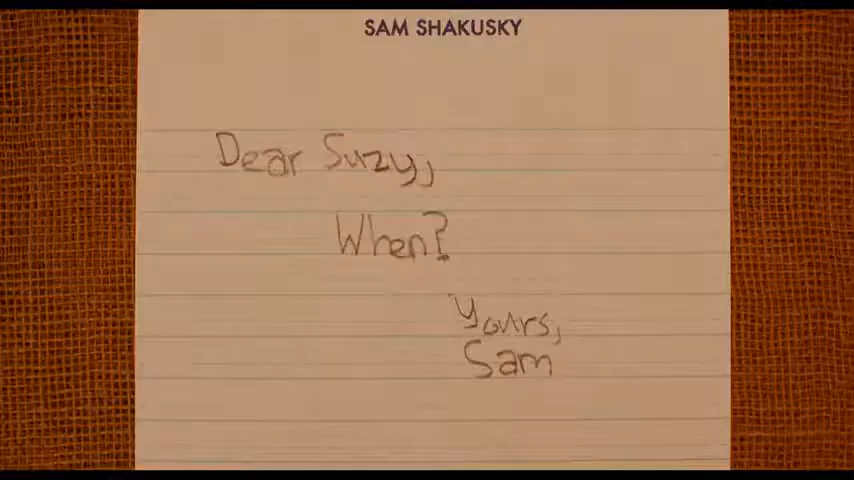 SAM SHAKUSKY
Dear Suzy,
When?
Yours,
Sam